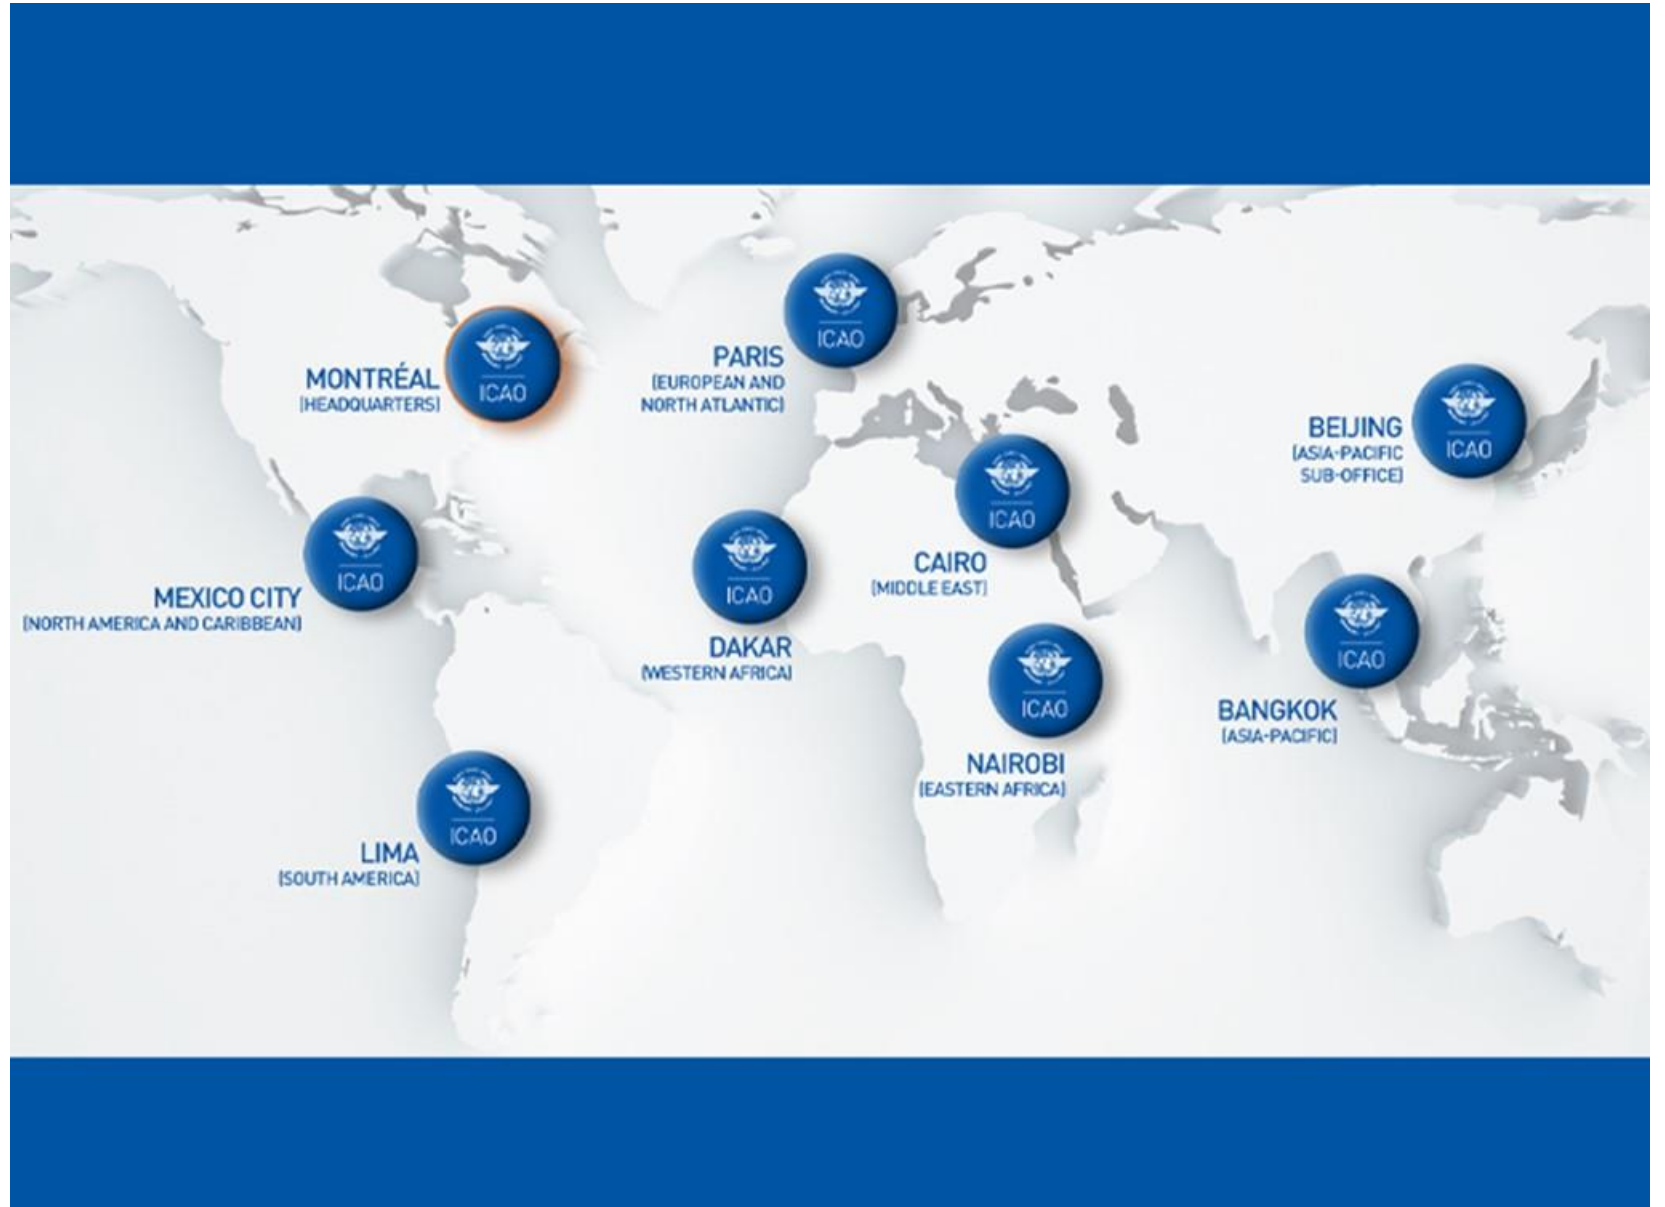 MONTRÉAL
[HEADQUARTERS]
ICAO
PARIS
[EUROPEAN AND
NORTH ATLANTIC]
ICAO
BEIJING
[ASIA-PACIFIC
SUB-OFFICE]
ICAO
MEXICO CITY
[NORTH AMERICA AND CARIBBEAN]
ICAO
CAIRO
[MIDDLE EAST]
ICAO
DAKAR
[WESTERN AFRICA]
ICAO
NAIROBI
[EASTERN AFRICA]
ICAO
BANGKOK
[ASIA-PACIFIC]
ICAO
LIMA
[SOUTH AMERICA]
ICAO